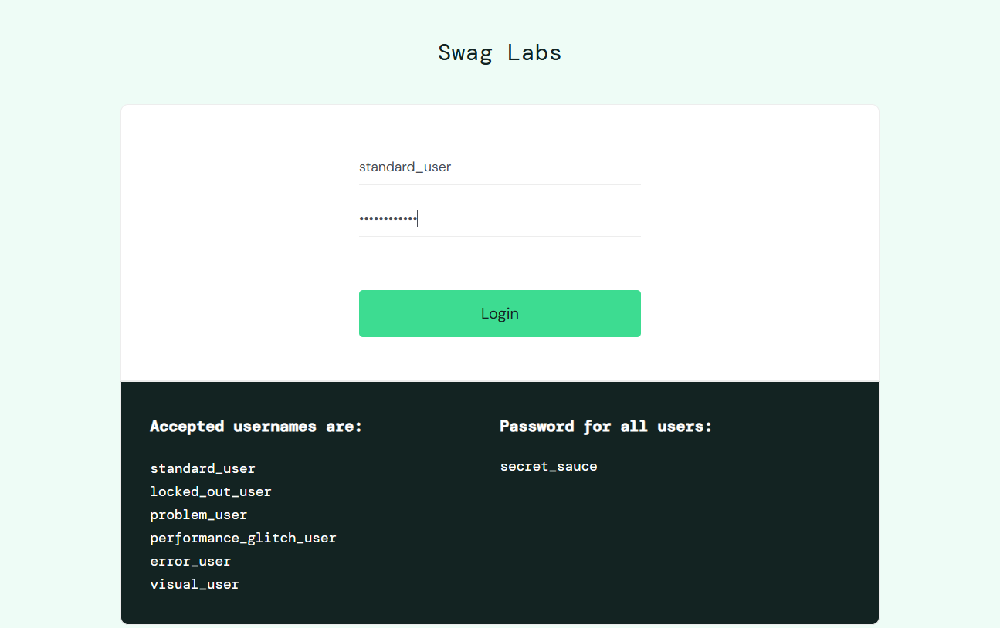 Swag Labs
standard_user
••••••••••••
Login
Accepted usernames are:
standard_user
locked_out_user
problem_user
performance_glitch_user
error_user
visual_user
Password for all users:
secret_sauce